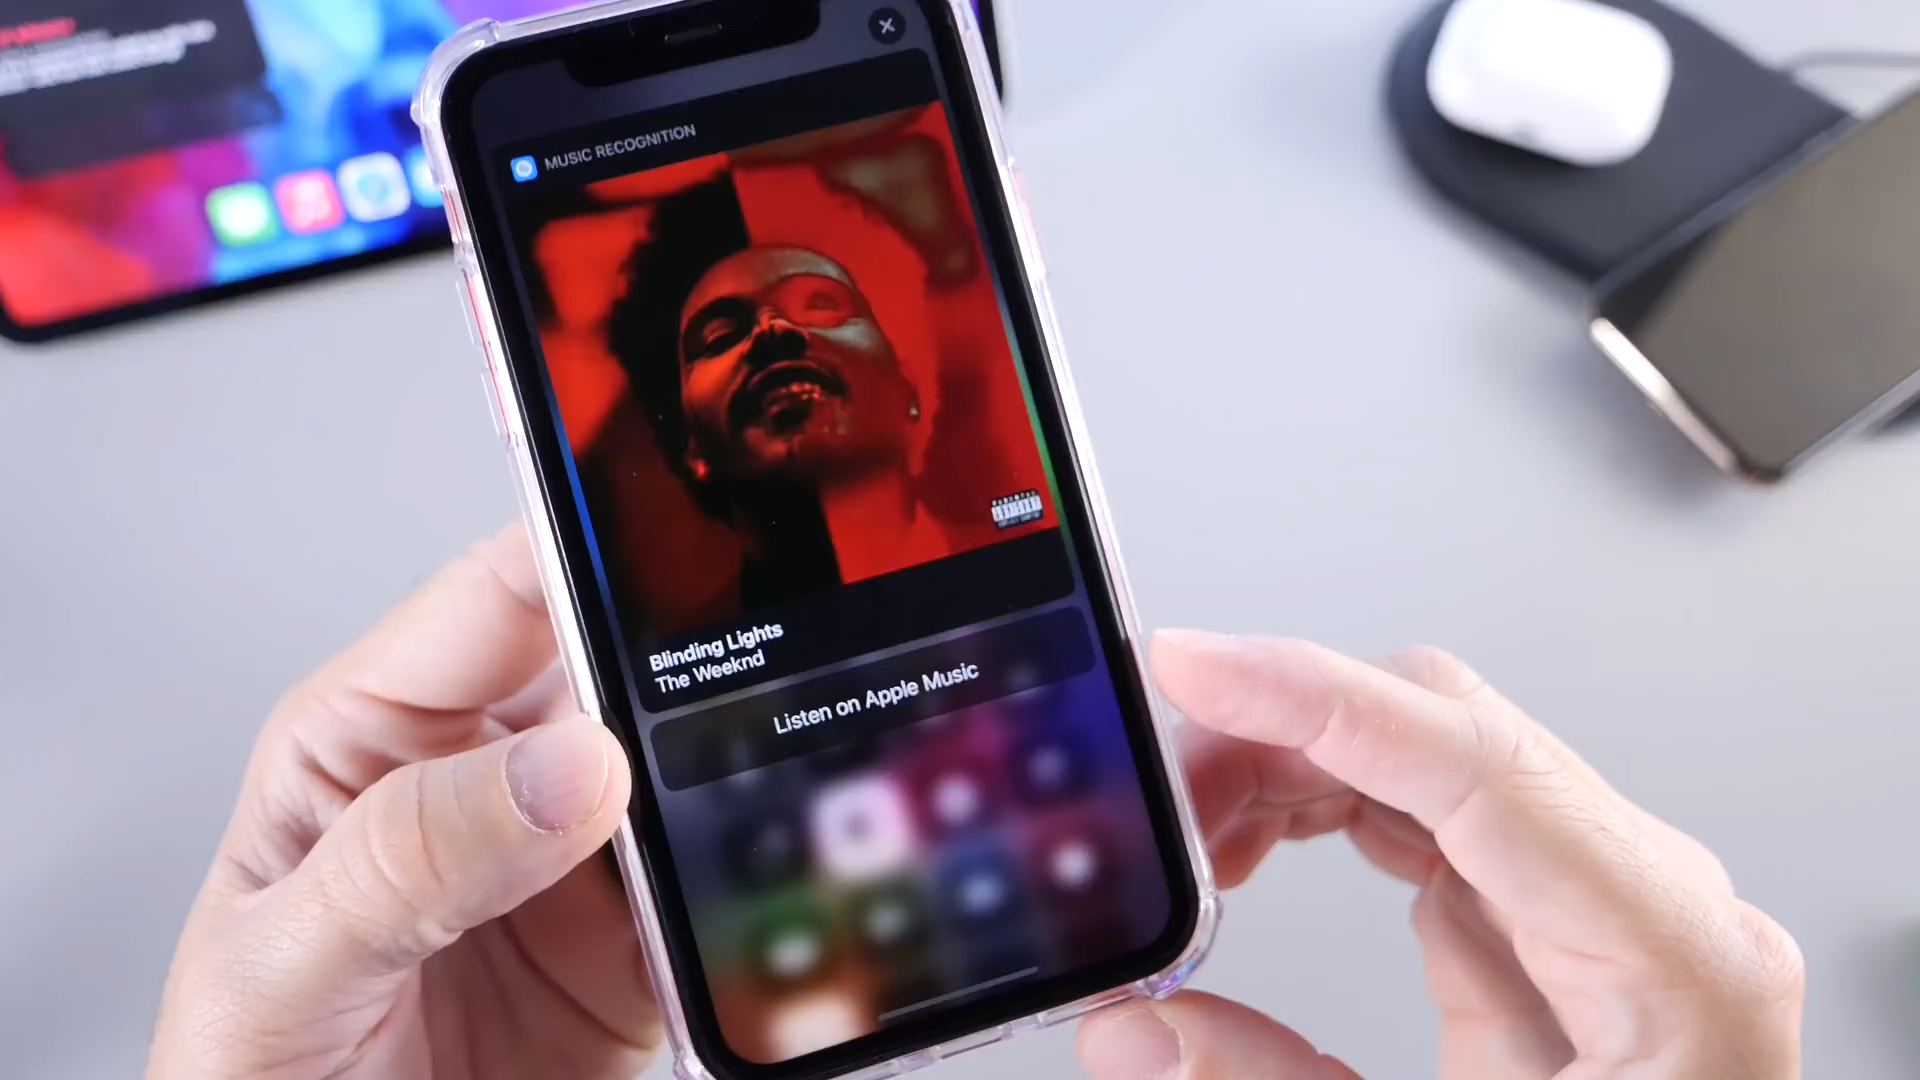 MUSIC RECOGNITION
Blinding Lights
The Weeknd
Listen on Apple Music